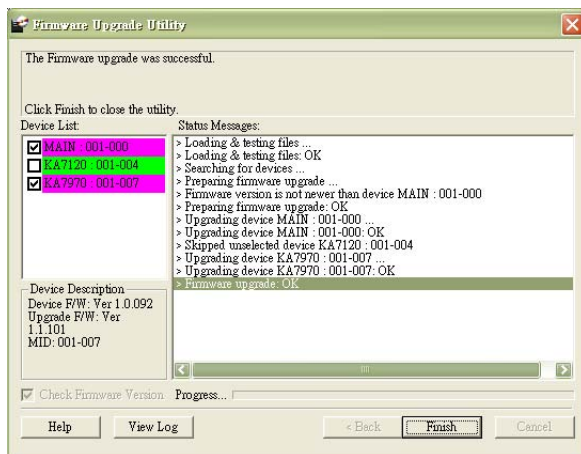 Firmware Upgrade Utility
The Firmware upgrade was successful.
Click Finish to close the utility.
Device List:
MAIN : 001-000
KA7120 : 001-004
KA7970 : 001-007
Status Messages:
> Loading & testing files ...
> Loading & testing files: OK
> Searching for devices ...
> Preparing firmware upgrade ...
> Firmware version is not newer than device MAIN : 001-000
> Preparing firmware upgrade: OK
> Upgrading device MAIN : 001-000 ...
> Upgrading device MAIN : 001-000: OK
> Skipped unselected device KA7120 : 001-004
> Upgrading device KA7970 : 001-007 ...
> Upgrading device KA7970 : 001-007: OK
> Firmware upgrade: OK
Device Description
Device F/W: Ver 1.0.092
Upgrade F/W: Ver
1.1.101
MID: 001-007
Check Firmware Version
Progress...
Help
View Log
< Back
Finish
Cancel